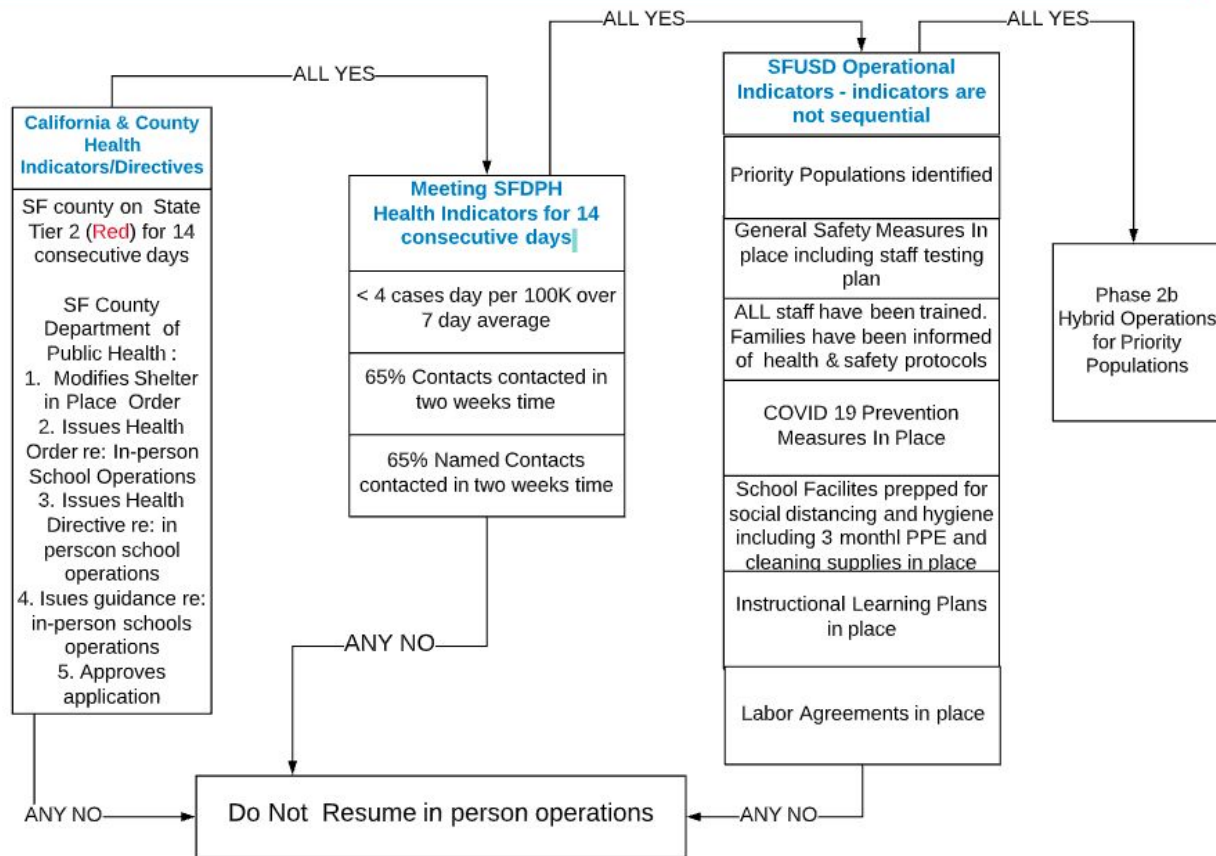 ALL YES
ALL YES
ALL YES
California & County
Health
Indicators/Directives
SF county on State
Tier 2 (Red) for 14
consecutive days
SF County
Department of
Public Health :
1. Modifies Shelter
in Place Order
2. Issues Health
Order re: In-person
School Operations
3. Issues Health
Directive re: in
perscon school
operations
4. Isues guidance re:
in-person schools
operations
5. Approves
application
Meeting SFDPH
Health Indicators for 14
consecutive days
< 4 cases day per 100K over
7 day average
65% Contacts contacted in
two weeks time
65% Named Contacts
contacted in two weeks time
SFUSD Operational
Indicators - indicators are
not sequential
Priority Populations identified
General Safety Measures In
place including staff testing
plan
ALL staff have been trained.
Families have been informed
of health & safety protocols
COVID 19 Prevention
Measures In Place
School Facilites prepped for
social distancing and hygiene
including 3 monthl PPE and
cleaning supplies in place
Instructional Learning Plans
in place
Labor Agreements in place
Phase 2b
Hybrid Operations
for Priority
Populations
ANY NO
ANY NO
ANY NO
Do Not Resume in person operations